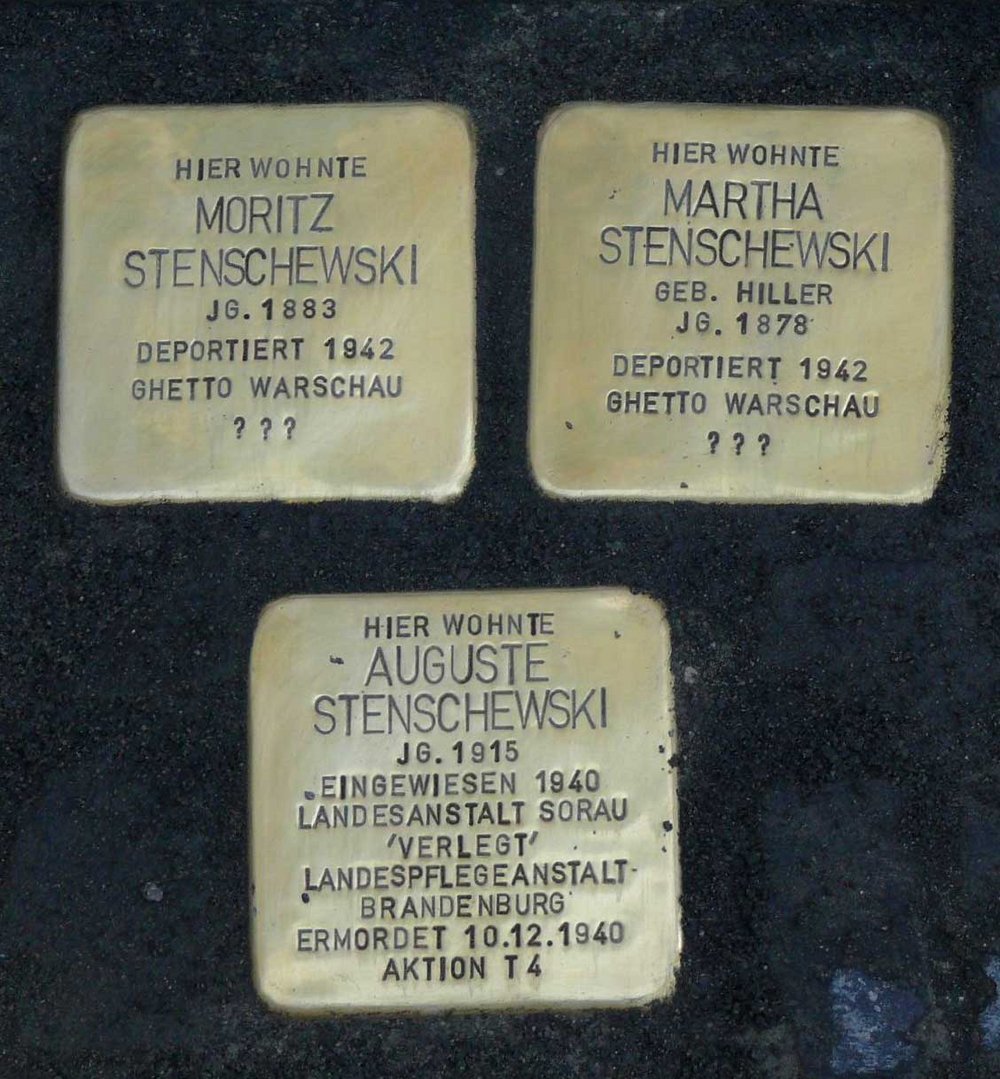 HIER WOHNTE
MORITZ
STENSCHEWSKI
JG. 1883
DEPORTIERT 1942
GHETTO WARSCHAU
? ? ?
HIER WOHNTE
MARTHA
STENSCHEWSKI
GEB. HILLER
JG. 1878
DEPORTIERT 1942
GHETTO WARSCHAU
? ? ?
HIER WOHNTE
AUGUSTE
STENSCHEWSKI
JG. 1915
EINGEWIESEN 1940
LANDESANSTALT SORAU
'VERLEGT'
LANDESPFLEGEANSTALT-
BRANDENBURG
ERMORDET 10.12.1940
AKTION T4